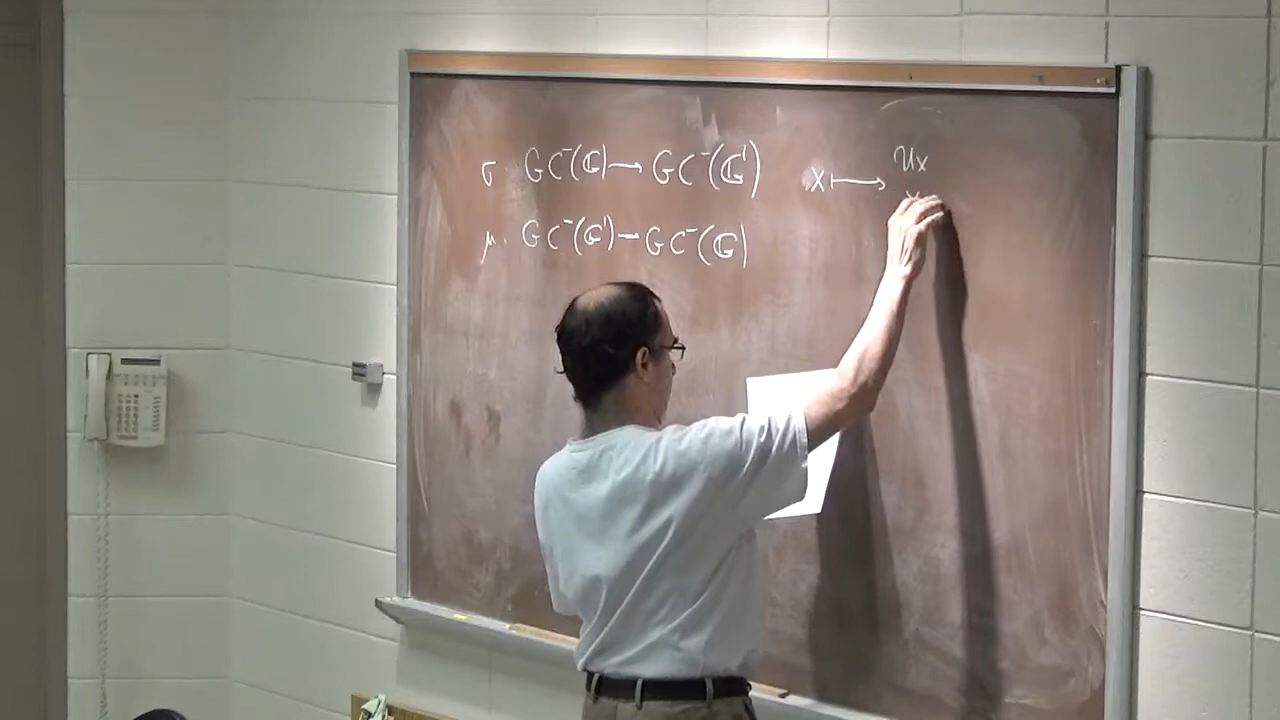 σ: GC⁻(𝔾) → GC⁻(𝔾') x ↦ Ux
μ: GC⁻(𝔾') → GC⁻(𝔾)